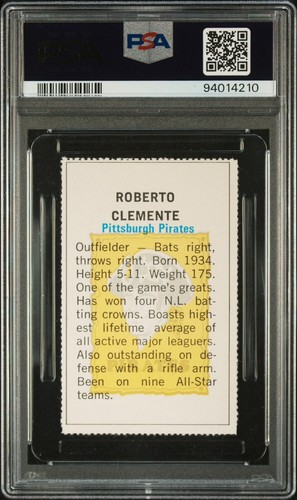 PSA
94014210
ROBERTO
CLEMENTE
Pittsburgh Pirates
Outfielder — Bats right,
throws right. Born 1934.
Height 5-11. Weight 175.
One of the game's greats.
Has won four N.L. bat-
ting crowns. Boasts high-
est lifetime average of
all active major leaguers.
Also outstanding on de-
fense with a rifle arm.
Been on nine All-Star
teams.